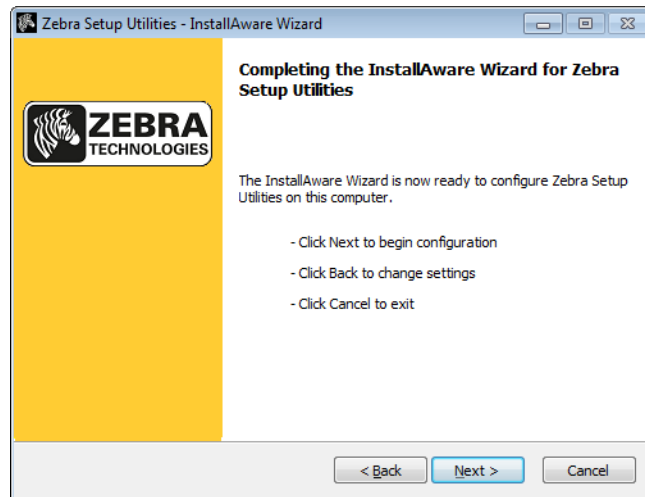 Zebra Setup Utilities - InstallAware Wizard
Completing the InstallAware Wizard for Zebra
Setup Utilities
ZEBRA
TECHNOLOGIES
The InstallAware Wizard is now ready to configure Zebra Setup
Utilities on this computer.
- Click Next to begin configuration
- Click Back to change settings
- Click Cancel to exit
< Back
Next >
Cancel